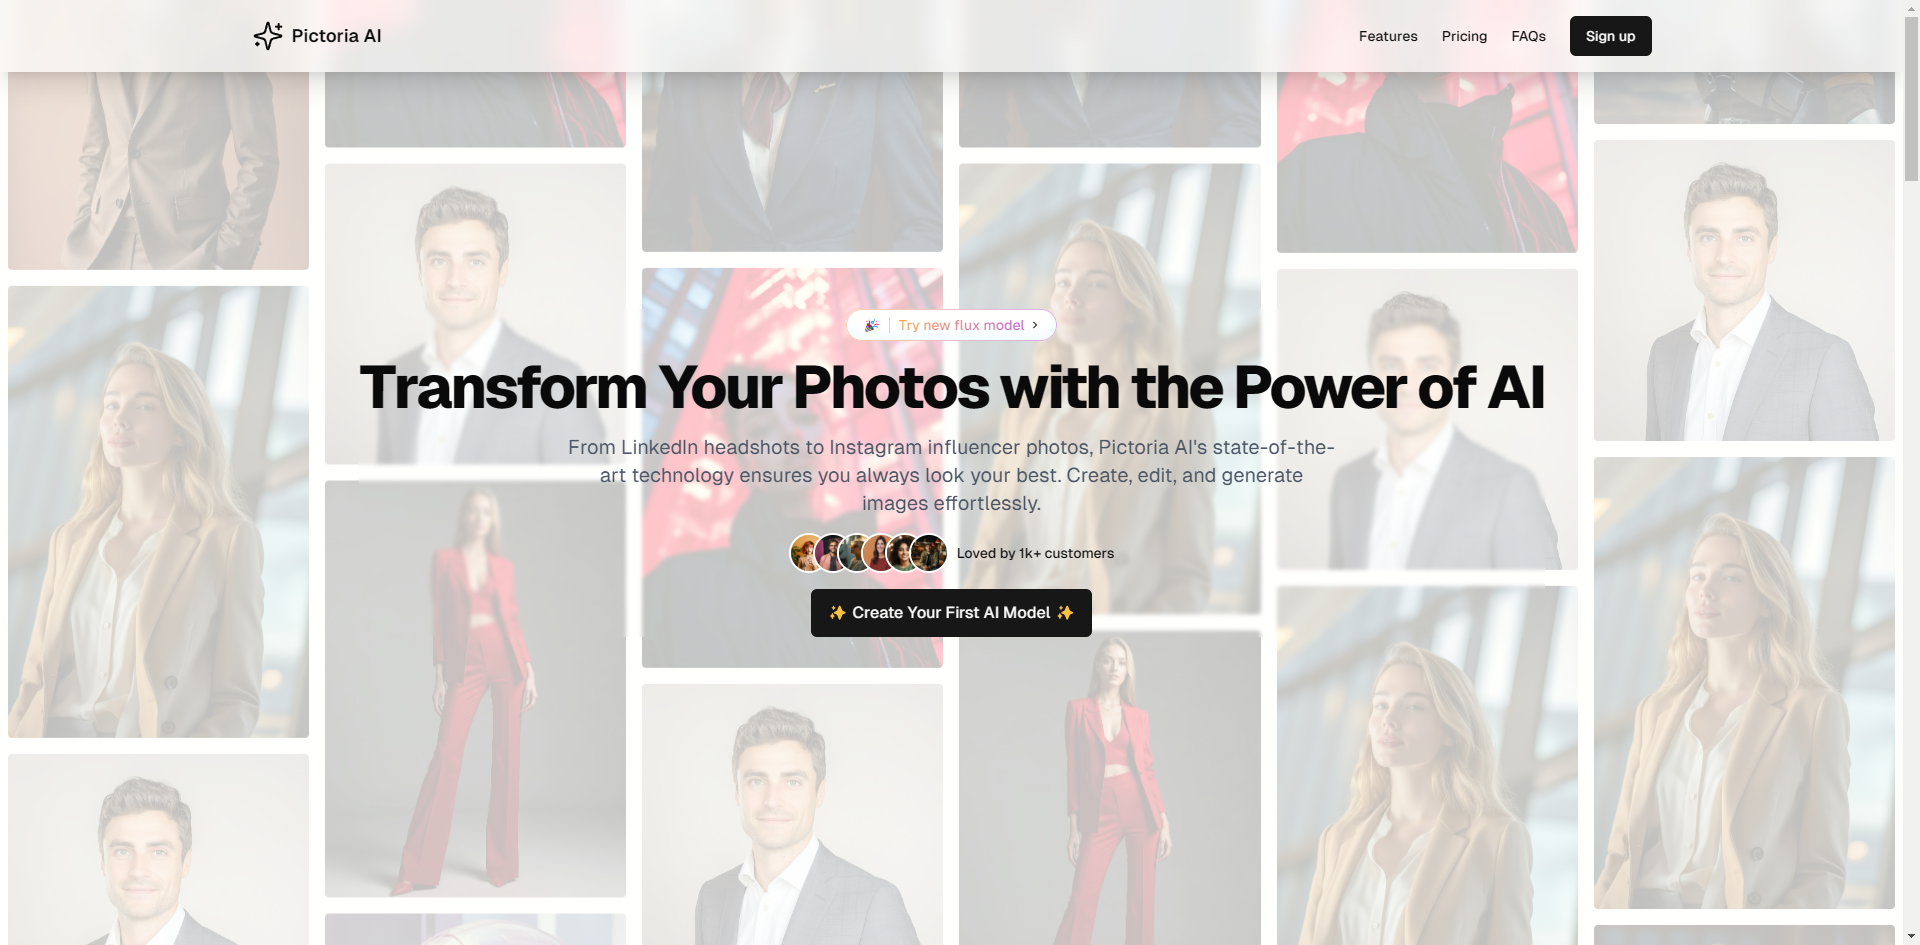 Pictoria AI
Features
Pricing
FAQs
Sign up
Try new flux model
Transform Your Photos with the Power of AI
From LinkedIn headshots to Instagram influencer photos, Pictoria AI's state-of-the-
art technology ensures you always look your best. Create, edit, and generate
images effortlessly.
Loved by 1k+ customers
✨ Create Your First AI Model ✨